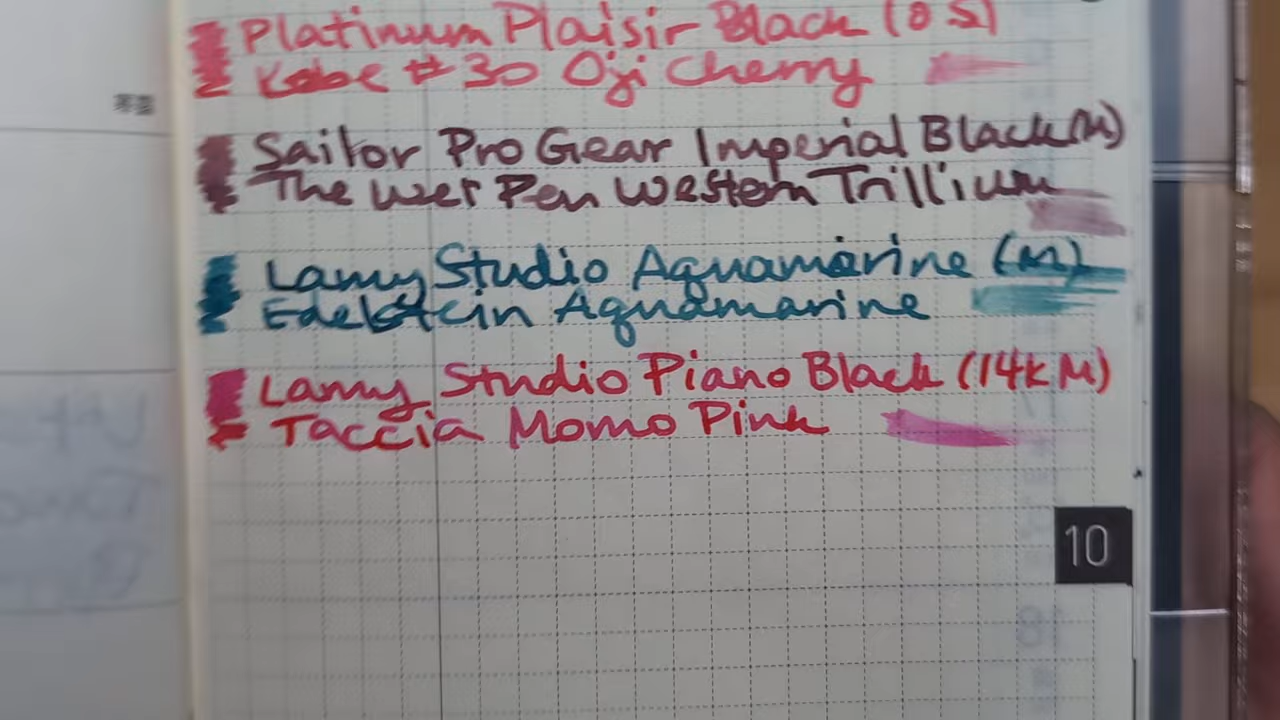 Platinum Plaisir Black (0 5)
Kobe #30 Oji Cherry
Sailor Pro Gear Imperial Black (M)
The Wet Pen Western Trillium
Lamy Studio Aquamarine (M)
Edelstein Aquamarine
Lamy Studio Piano Black (14k M)
Taccia Momo Pink
10